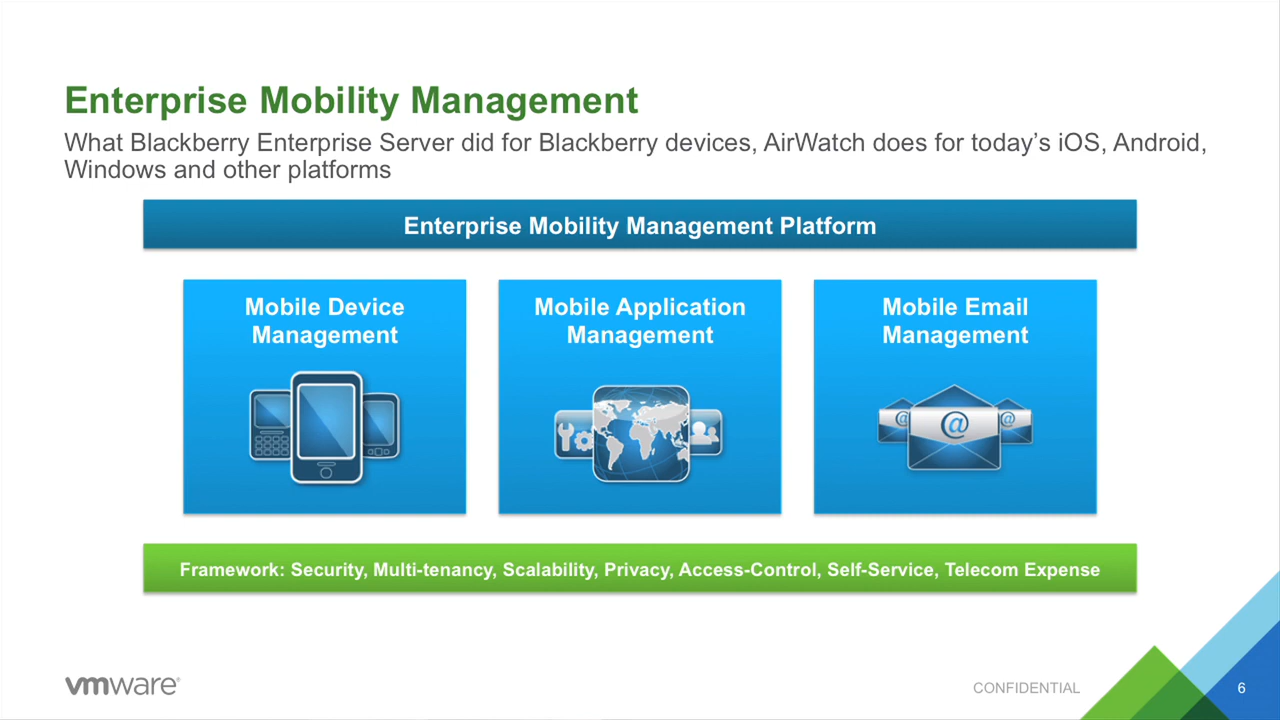 Enterprise Mobility Management
What Blackberry Enterprise Server did for Blackberry devices, AirWatch does for today’s iOS, Android,
Windows and other platforms
Enterprise Mobility Management Platform
Mobile Device
Management
Mobile Application
Management
Mobile Email
Management
@
@
@
Framework: Security, Multi-tenancy, Scalability, Privacy, Access-Control, Self-Service, Telecom Expense
vmware®
CONFIDENTIAL
6